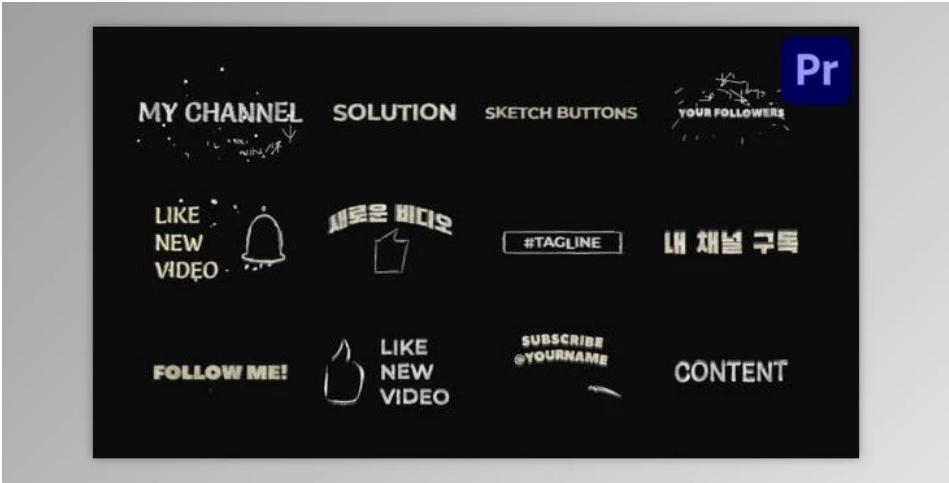 Pr
MY CHANNEL
SOLUTION
SKETCH BUTTONS
YOUR FOLLOWERS
LIKE
NEW
VIDEO
새로운 비디오
#TAGLINE
내 채널 구독
FOLLOW ME!
LIKE
NEW
VIDEO
SUBSCRIBE
@YOURNAME
CONTENT